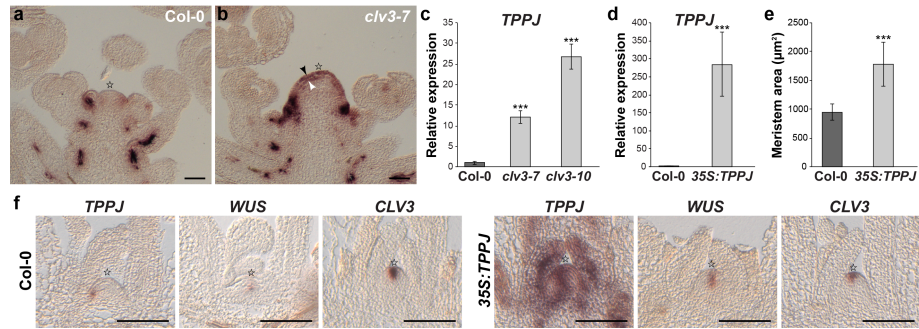 a Col-0
b clv3-7
c TPPJ
Relative expression
35
30
25
20
15
10
5
0
***
***
Col-0 clv3-7 clv3-10
d TPPJ
Relative expression
400
350
300
250
200
150
100
50
0
***
Col-0 35S:TPPJ
e
Meristem area (μm²)
2500
2000
1500
1000
500
0
***
Col-0 35S:TPPJ
f
Col-0
TPPJ WUS CLV3
35S:TPPJ
TPPJ WUS CLV3